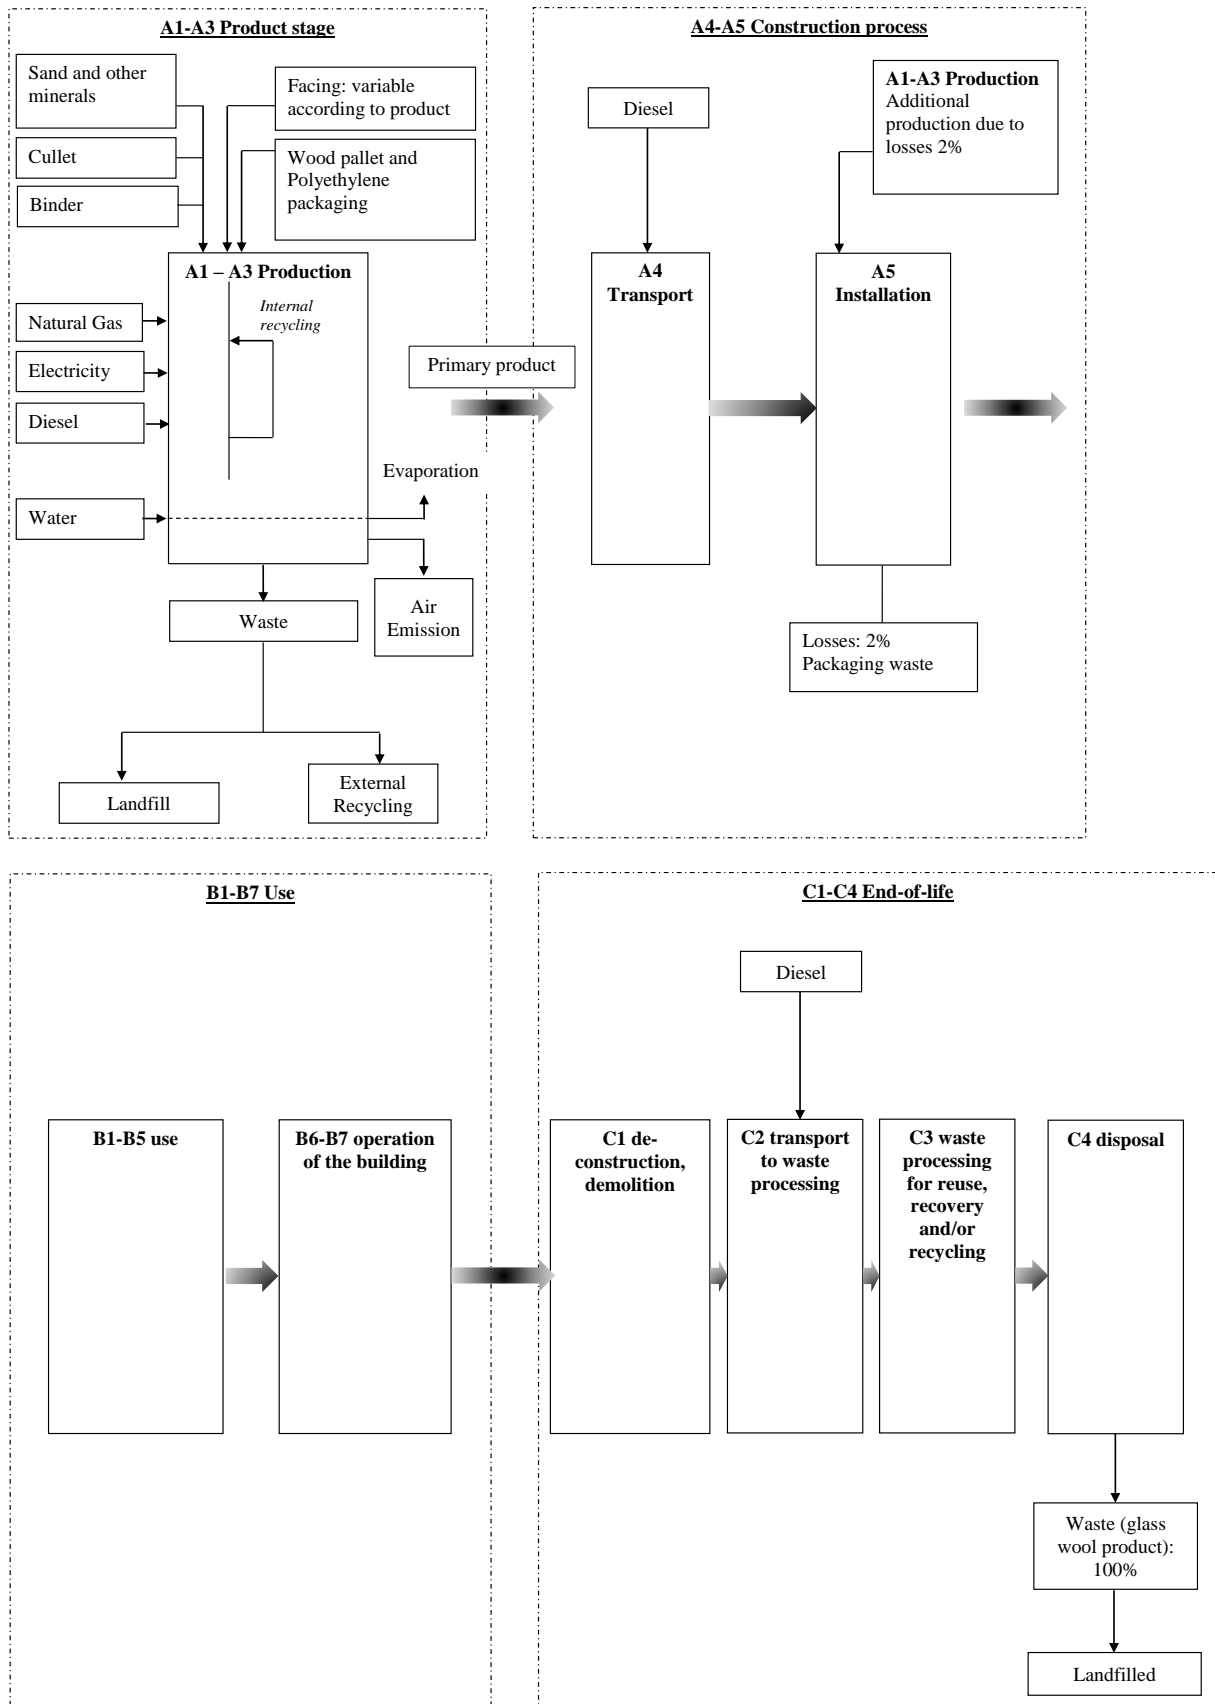 A1-A3 Product stage
Sand and other
minerals
Cullet
Binder
Facing: variable
according to product
Wood pallet and
Polyethylene
packaging
A1 – A3 Production
Internal
recycling
Natural Gas
Electricity
Diesel
Water
Evaporation
Air
Emission
Waste
Landfill
External
Recycling
Primary product
A4-A5 Construction process
Diesel
A1-A3 Production
Additional
production due to
losses 2%
A4
Transport
A5
Installation
Losses: 2%
Packaging waste
B1-B7 Use
B1-B5 use
B6-B7 operation
of the building
C1-C4 End-of-life
Diesel
C1 de-
construction,
demolition
C2 transport
to waste
processing
C3 waste
processing
for reuse,
recovery
and/or
recycling
C4 disposal
Waste (glass
wool product):
100%
Landfilled